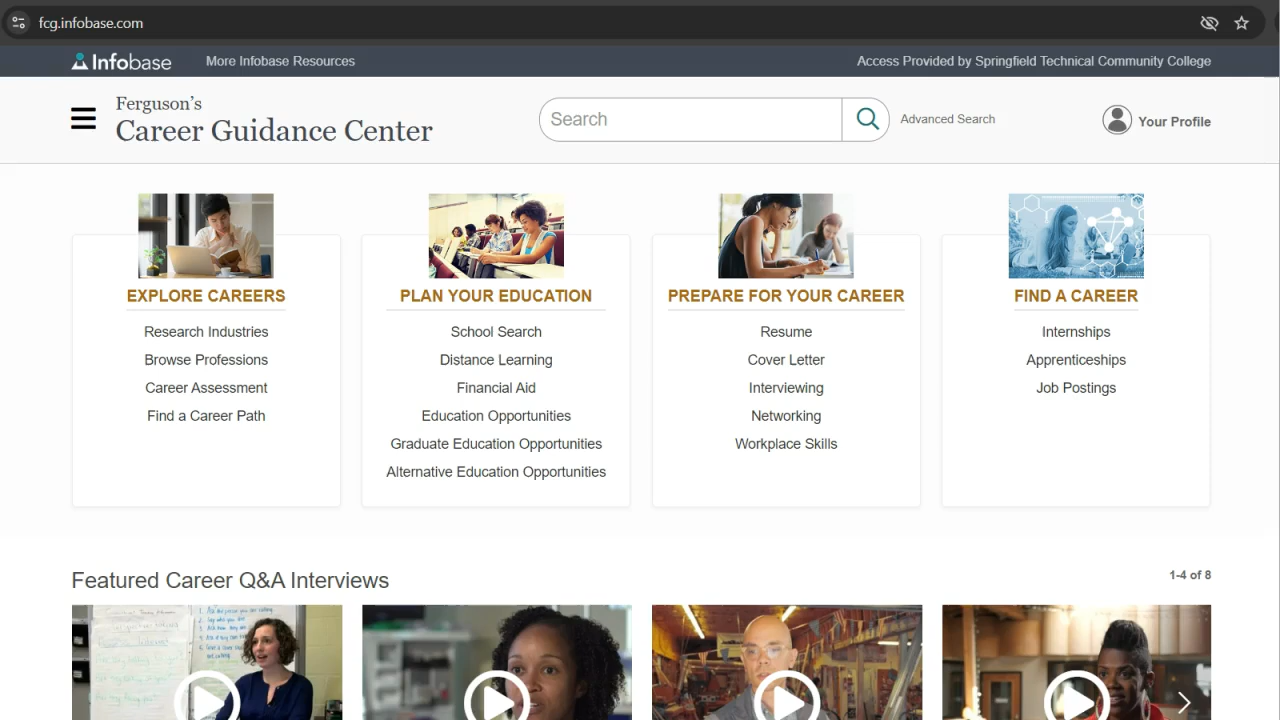 fcg.infobase.com
Infobase
More Infobase Resources
Access Provided by Springfield Technical Community College
Ferguson's
Career Guidance Center
Search
Advanced Search
Your Profile
EXPLORE CAREERS
Research Industries
Browse Professions
Career Assessment
Find a Career Path
PLAN YOUR EDUCATION
School Search
Distance Learning
Financial Aid
Education Opportunities
Graduate Education Opportunities
Alternative Education Opportunities
PREPARE FOR YOUR CAREER
Resume
Cover Letter
Interviewing
Networking
Workplace Skills
FIND A CAREER
Internships
Apprenticeships
Job Postings
Featured Career Q&A Interviews
1-4 of 8